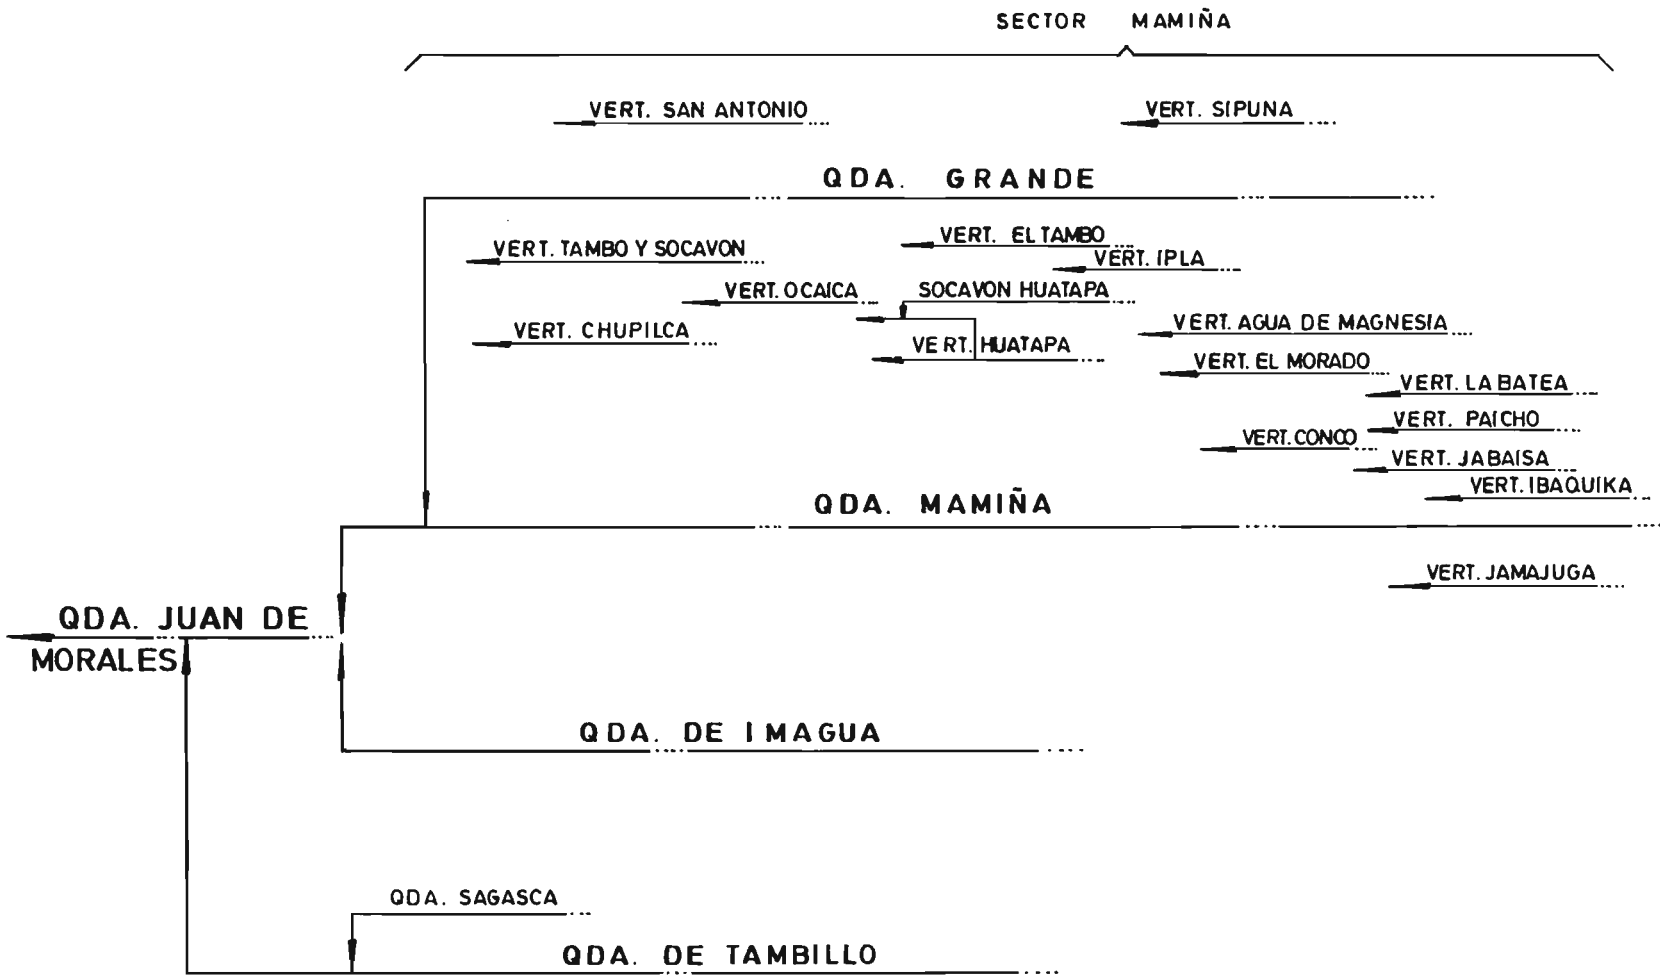 SECTOR MAMIÑA
VERT. SAN ANTONIO
VERT. SIPUNA
QDA. GRANDE
VERT. EL TAMBO
VERT. TAMBO Y SOCAVON
VERT. IPLA
VERT. OCAICA
SOCAVON HUATAPA
VERT. CHUPILCA
VERT. HUATAPA
VERT. AGUA DE MAGNESIA
VERT. EL MORADO
VERT. LA BATEA
VERT. PAICHO
VERT. CONCO
VERT. JABAISA
VERT. IBAQUIKA
QDA. MAMIÑA
VERT. JAMAJUGA
QDA. JUAN DE
MORALES
QDA. DE IMAGUA
QDA. SAGASCA
QDA. DE TAMBILLO